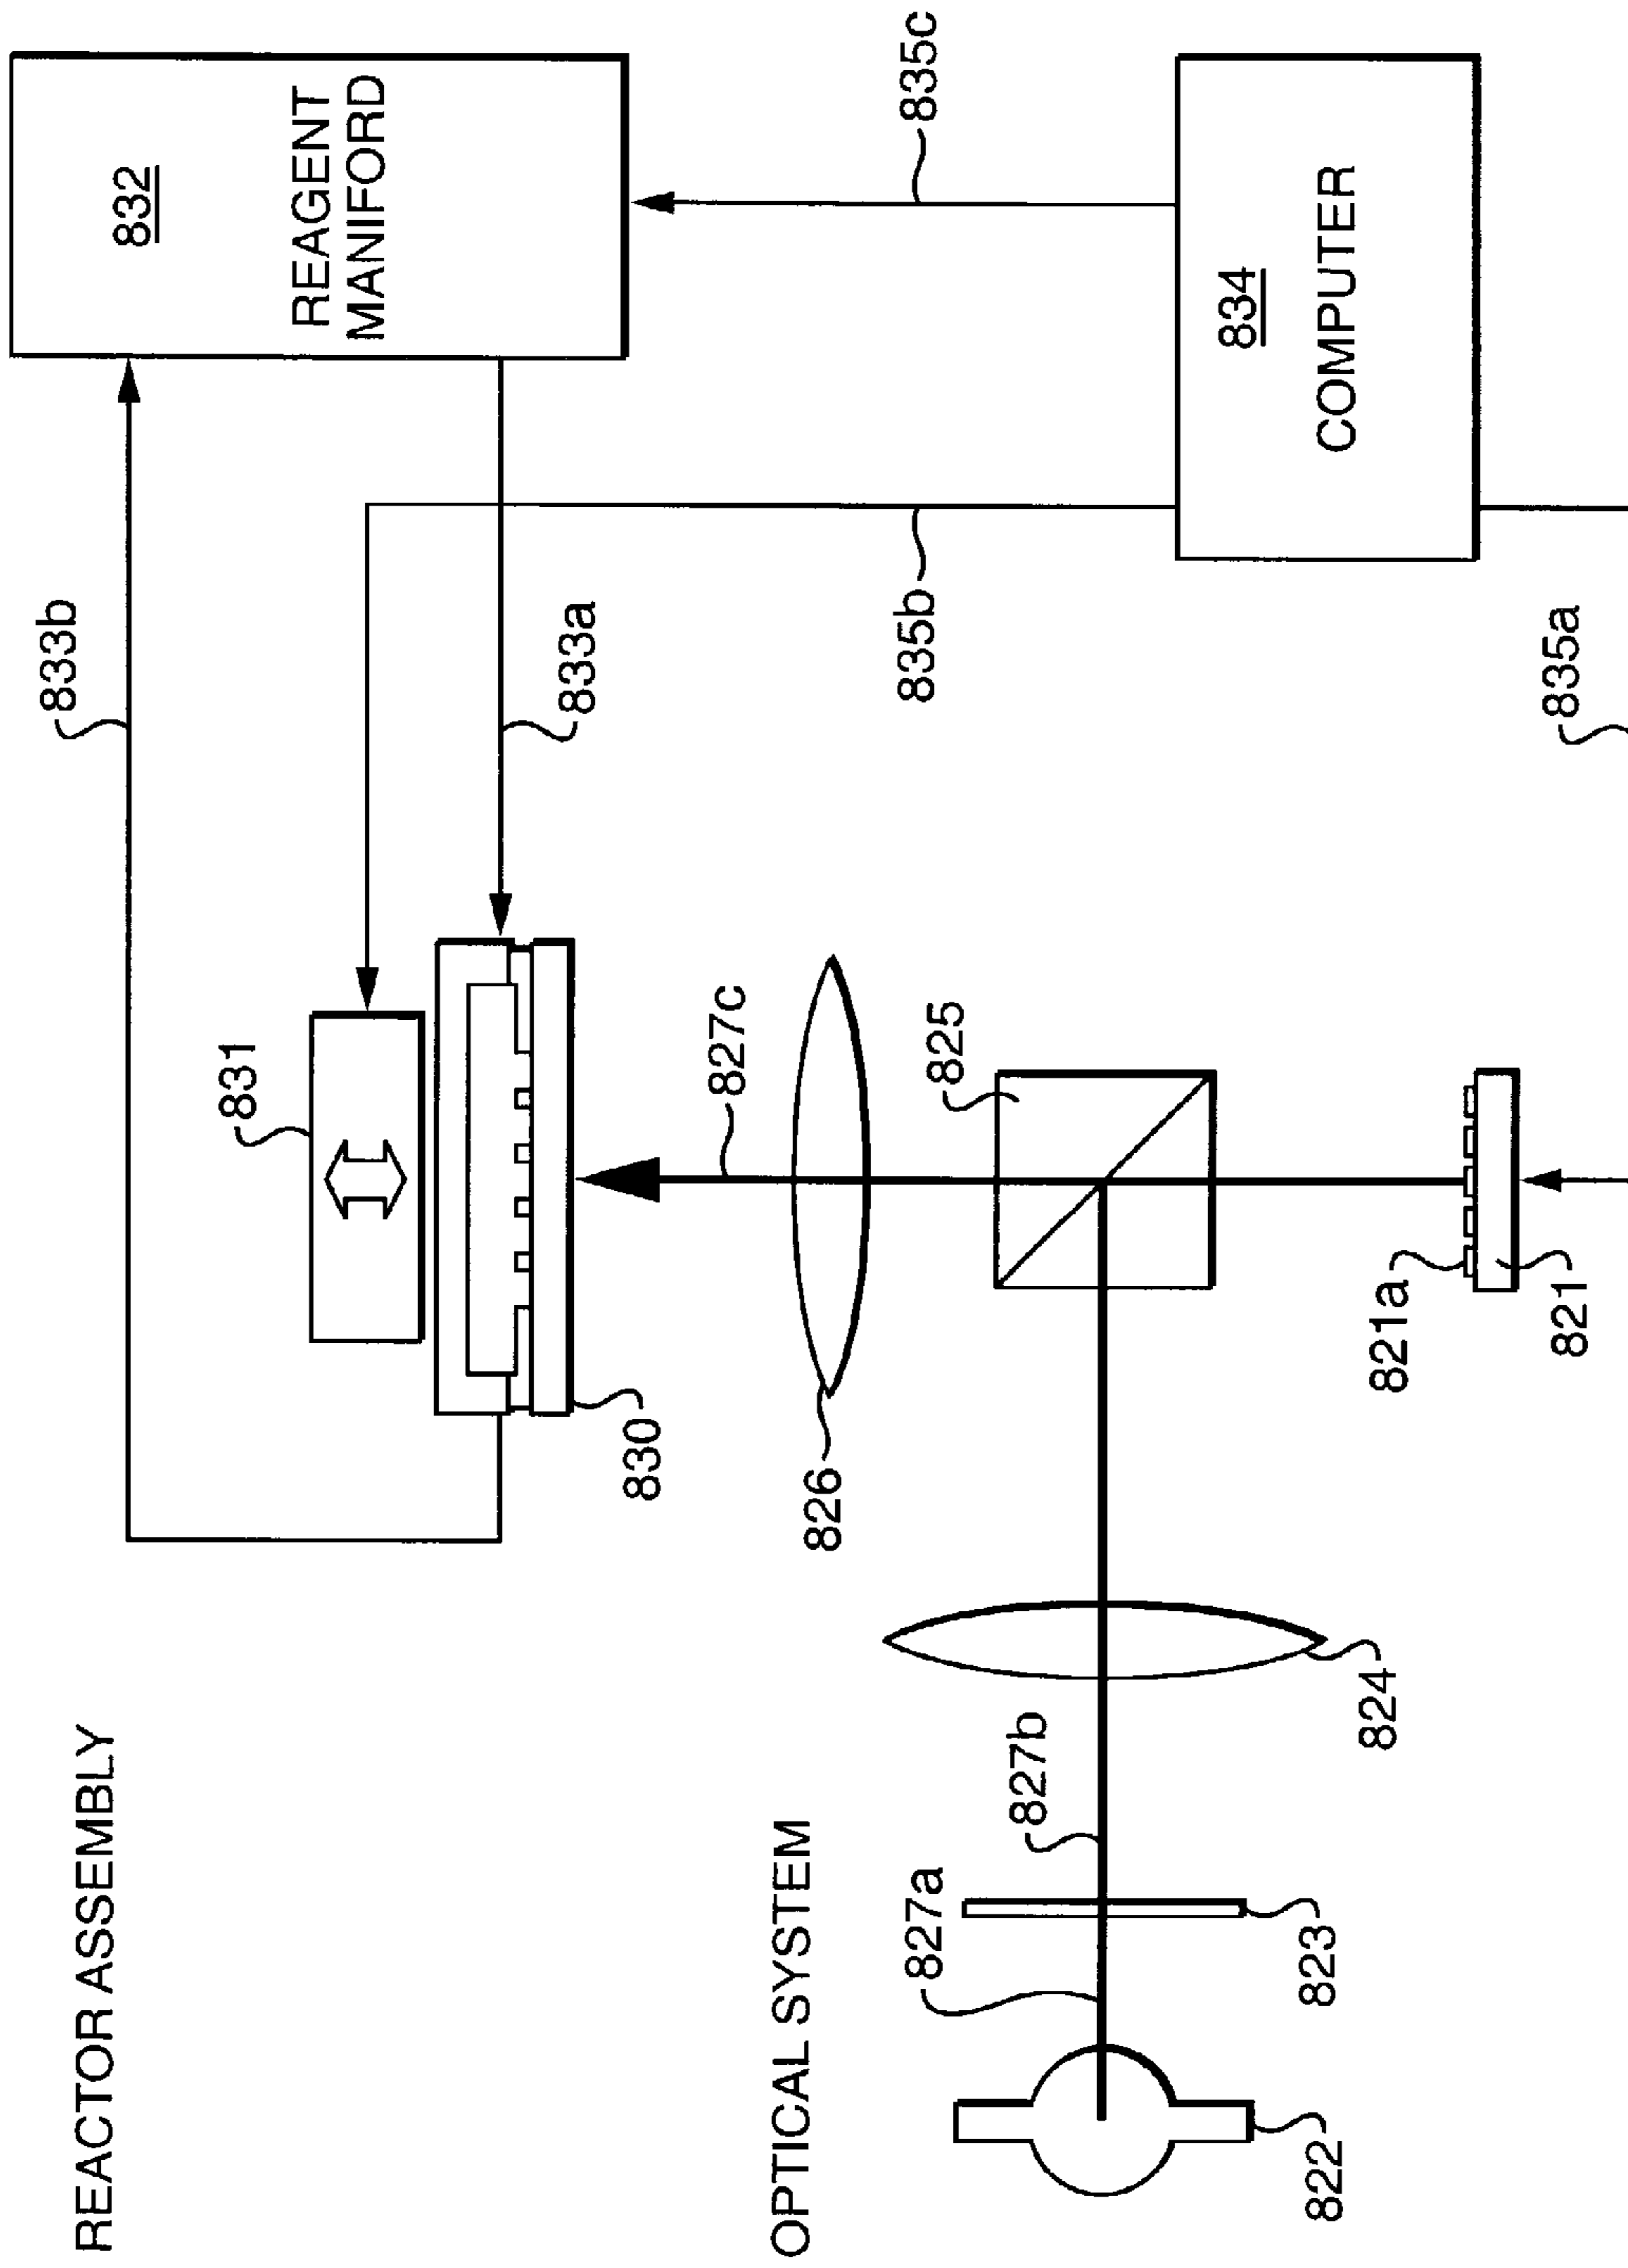 REACTOR ASSEMBLY
833b
832
REAGENT
MANIFORD
831
833a
830
827c
OPTICAL SYSTEM
826
835b
835c
827a
825
827b
834
COMPUTER
822
823
824
821a
821
835a